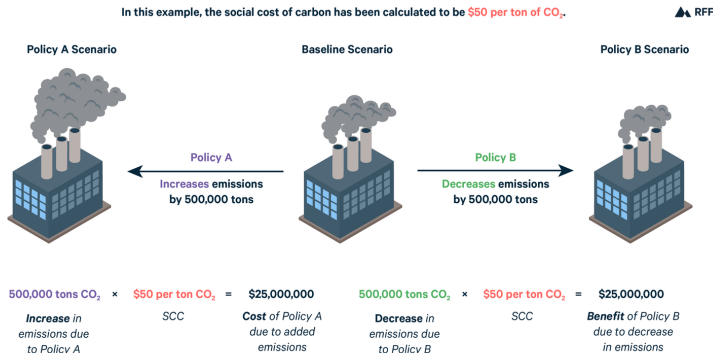 In this example, the social cost of carbon has been calculated to be $50 per ton of CO₂.
RFF
Policy A Scenario
Baseline Scenario
Policy B Scenario
Policy A
Increases emissions
by 500,000 tons
Policy B
Decreases emissions
by 500,000 tons
500,000 tons CO₂ × $50 per ton CO₂ = $25,000,000
Increase in
emissions due
to Policy A
SCC
Cost of Policy A
due to added
emissions
500,000 tons CO₂ × $50 per ton CO₂ = $25,000,000
Decrease in
emissions due
to Policy B
SCC
Benefit of Policy B
due to decrease
in emissions